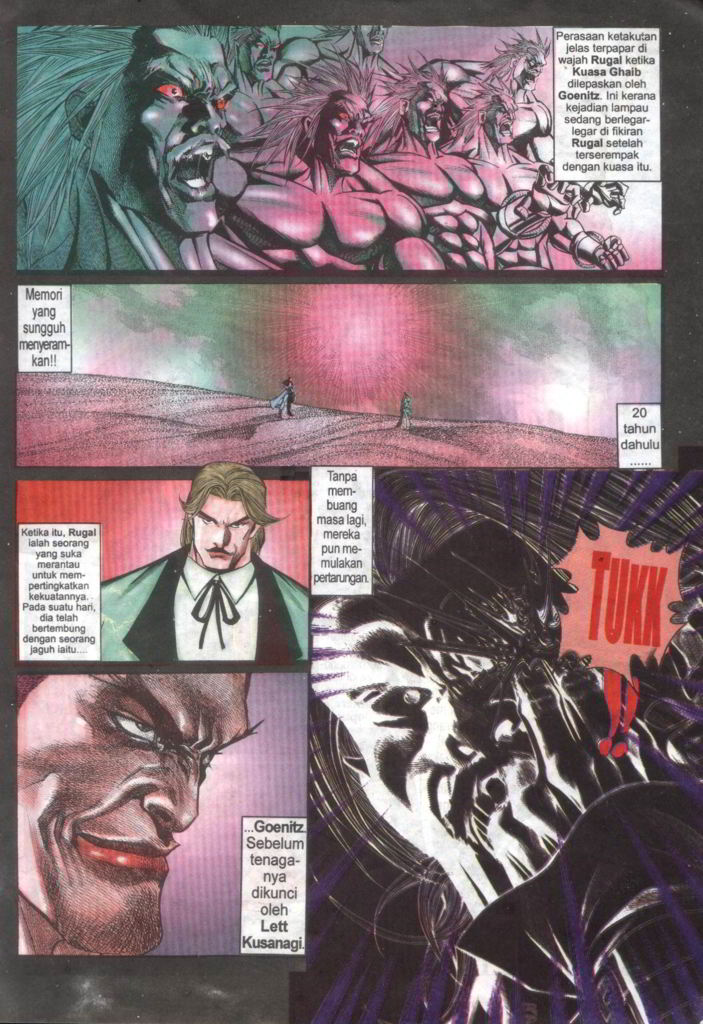 Perasaan ketakutan
jelas terpapar di
wajah Rugal ketika
Kuasa Ghaib
dilepaskan oleh
Goenitz. Ini kerana
kejadian lampau
sedang berlegar-
legar di fikiran
Rugal setelah
terserempak
dengan kuasa itu.
Memori
yang
sungguh
menyeram-
kan!!
20
tahun
dahulu
......
Ketika itu, Rugal
ialah seorang
yang suka
merantau
untuk mem-
pertingkatkan
kekuatannya.
Pada suatu hari,
dia telah
bertembung
dengan seorang
jaguh iaitu....
Tanpa
mem-
buang
masa lagi,
mereka
pun me-
mulakan
pertarungan.
TUKK
!!
...Goenitz.
Sebelum
tenaga-
nya
dikunci
oleh
Lett
Kusanagi.